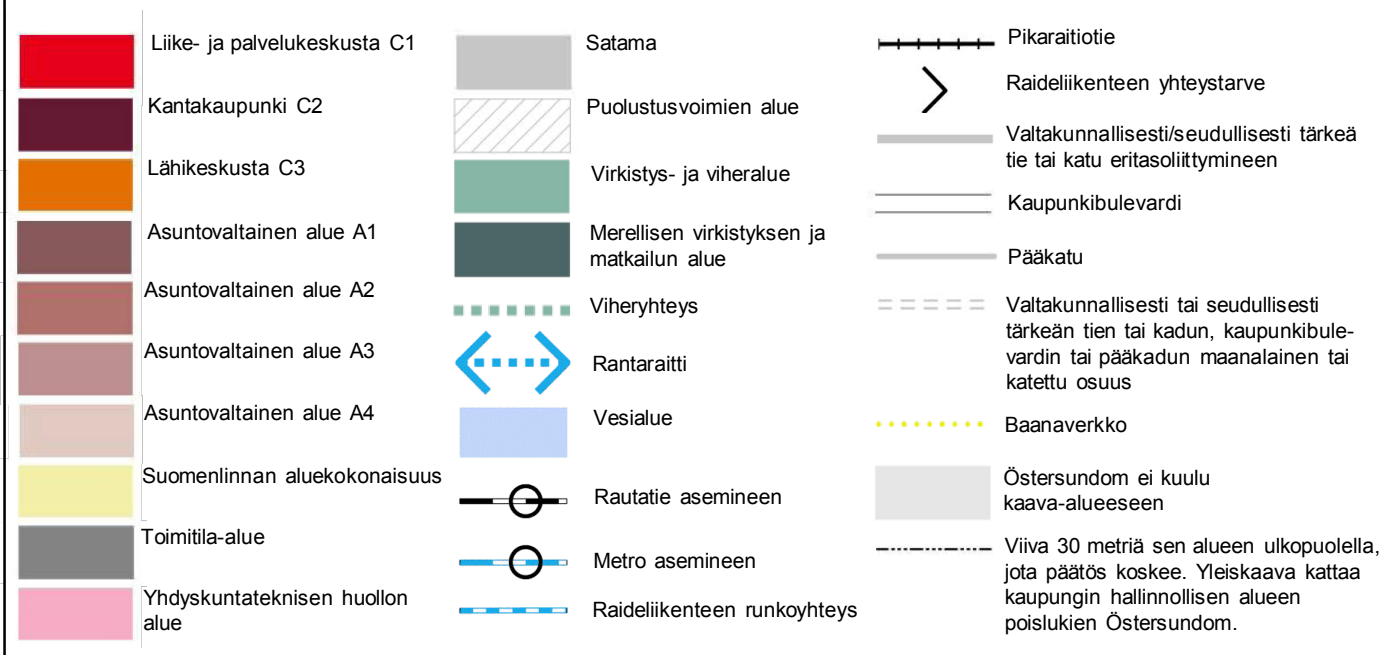 Liike- ja palvelukeskusta C1
Kantakaupunki C2
Lähikeskusta C3
Asuntovaltainen alue A1
Asuntovaltainen alue A2
Asuntovaltainen alue A3
Asuntovaltainen alue A4
Suomenlinnan aluekokonaisuus
Toimitila-alue
Yhdyskuntateknisen huollon
alue
Satama
Puolustusvoimien alue
Virkistys- ja viheralue
Merellisen virkistyksen ja
matkailun alue
Viheryhteys
Rantaraitti
Vesialue
Rautatie asemineen
Metro asemineen
Raideliikenteen runkoyhteys
Pikaraitiotie
Raideliikenteen yhteystarve
Valtakunnallisesti/seudullisesti tärkeä
tie tai katu eritasoliittymineen
Kaupunkibulevardi
Pääkatu
Valtakunnallisesti tai seudullisesti
tärkeän tien tai kadun, kaupunkibule-
vardin tai pääkadun maanalainen tai
katettu osuus
Baanaverkko
Östersundom ei kuulu
kaava-alueeseen
Viiva 30 metriä sen alueen ulkopuolella,
jota päätös koskee. Yleiskaava kattaa
kaupungin hallinnollisen alueen
poislukien Östersundom.